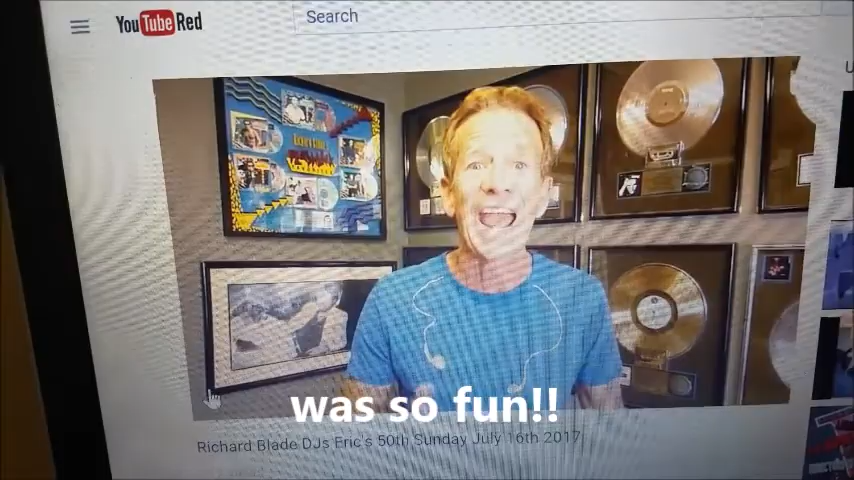 YouTube Red
Search
was so fun!!
Richard Blade DJs Eric's 50th Sunday July 16th 2017